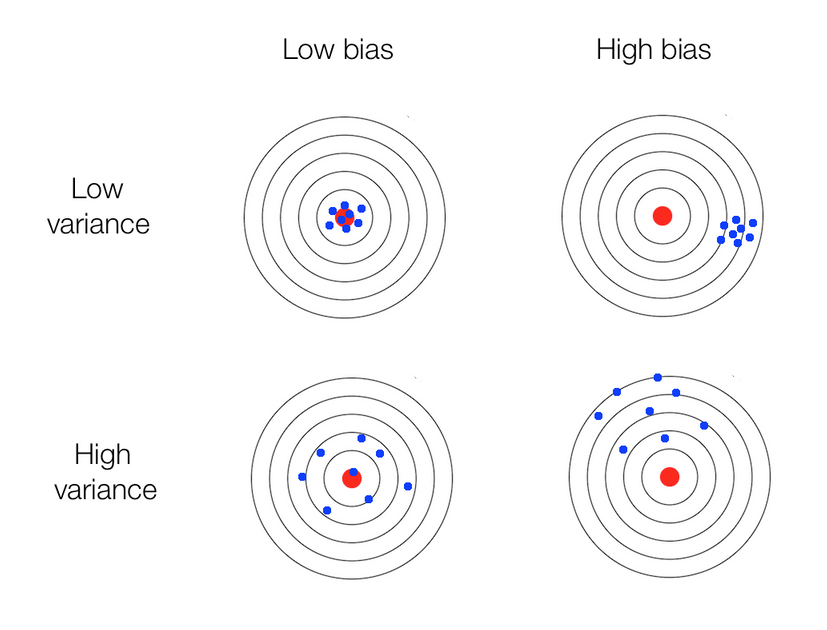 Low bias
High bias
Low
variance
High
variance